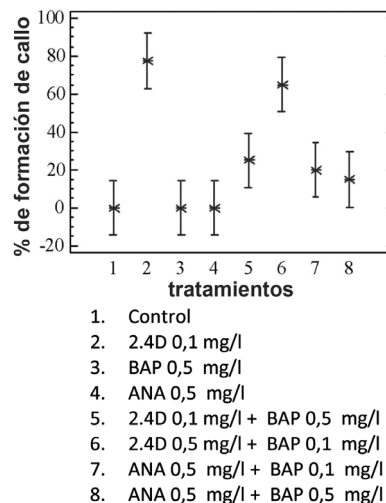 % de formación de callo
100
80
60
40
20
0
-20
1 2 3 4 5 6 7 8
tratamientos
1. Control
2. 2.4D 0,1 mg/l
3. BAP 0,5 mg/l
4. ANA 0,5 mg/l
5. 2.4D 0,1 mg/l + BAP 0,5 mg/l
6. 2.4D 0,5 mg/l + BAP 0,1 mg/l
7. ANA 0,5 mg/l + BAP 0,1 mg/l
8. ANA 0,5 mg/l + BAP 0,5 mg/l